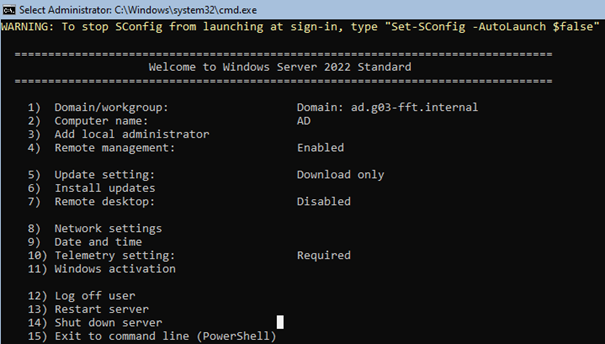 Select Administrator: C:\Windows\system32\cmd.exe
WARNING: To stop SConfig from launching at sign-in, type "Set-SConfig -AutoLaunch $false"
================================================================================
Welcome to Windows Server 2022 Standard
================================================================================
1) Domain/workgroup: Domain: ad.g03-fft.internal
2) Computer name: AD
3) Add local administrator
4) Remote management: Enabled
5) Update setting: Download only
6) Install updates
7) Remote desktop: Disabled
8) Network settings
9) Date and time
10) Telemetry setting: Required
11) Windows activation
12) Log off user
13) Restart server
14) Shut down server
15) Exit to command line (PowerShell)